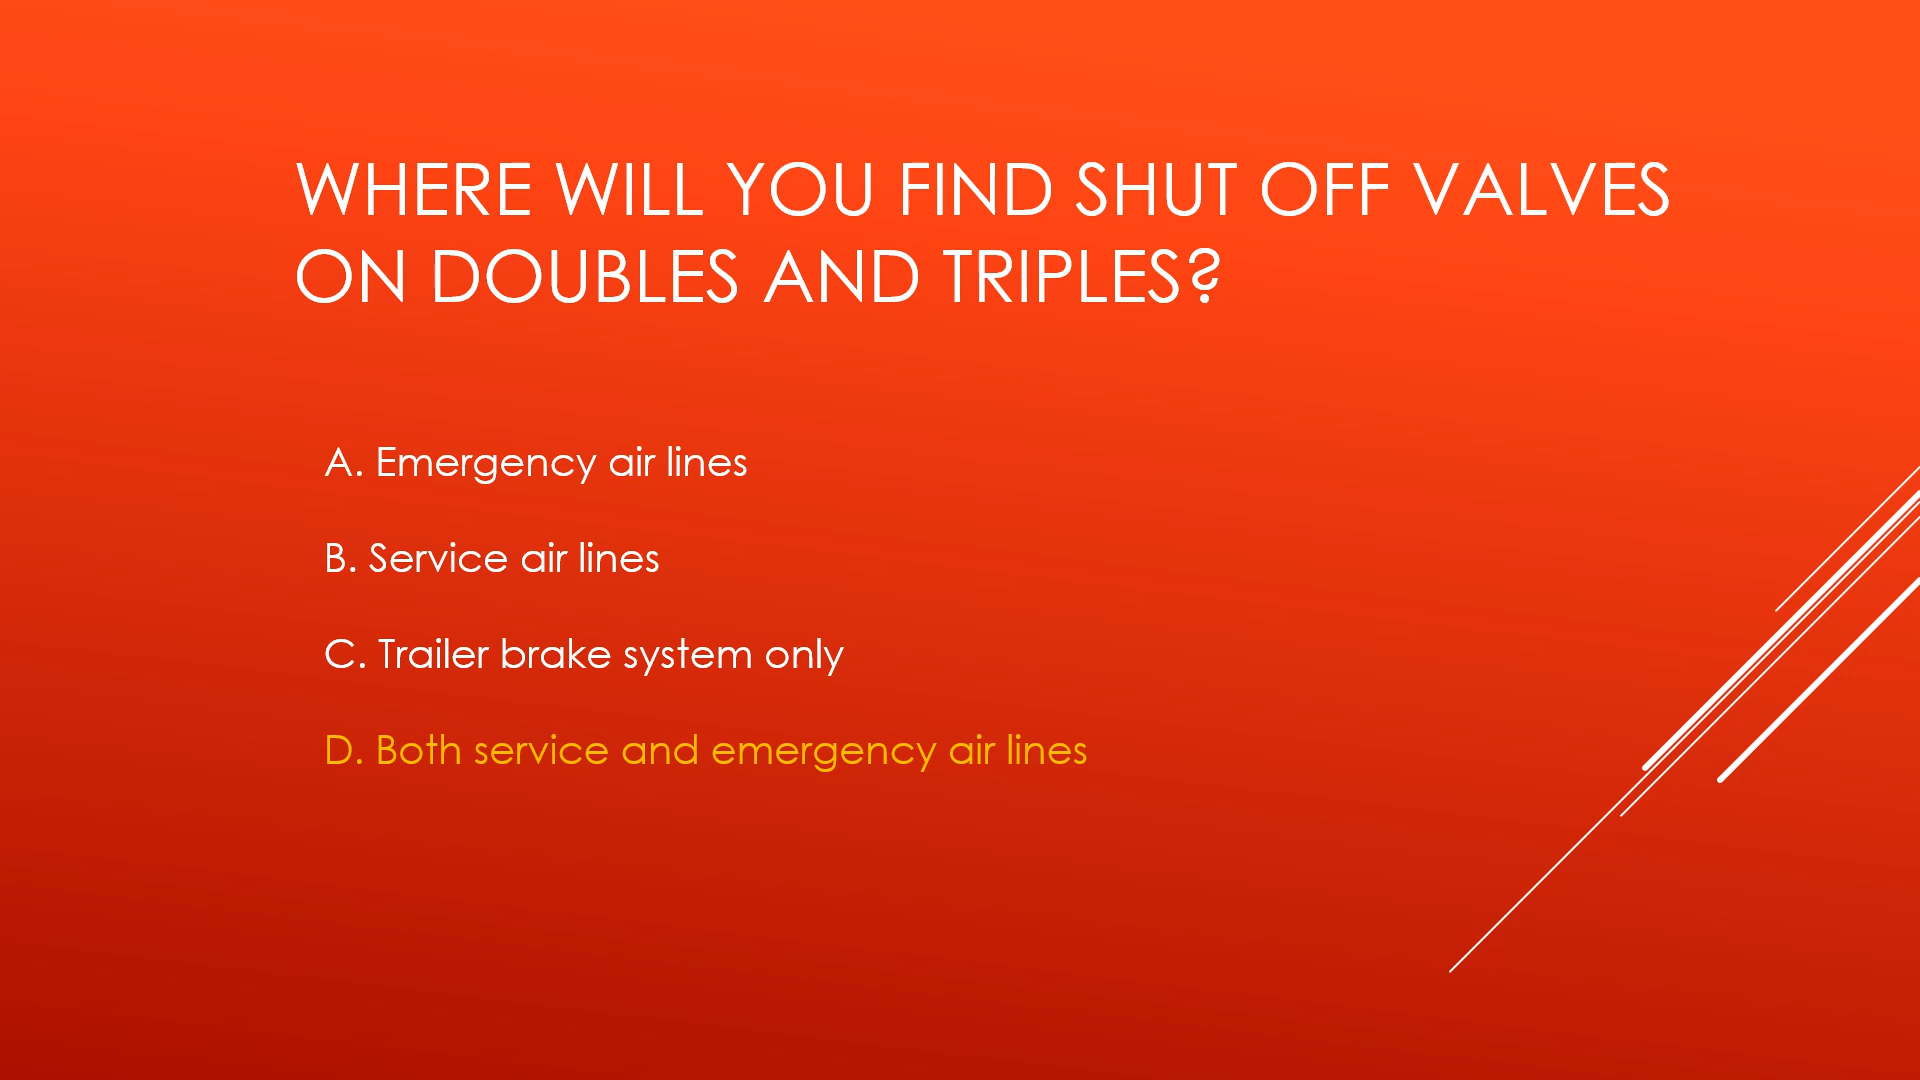 WHERE WILL YOU FIND SHUT OFF VALVES
ON DOUBLES AND TRIPLES?
A. Emergency air lines
B. Service air lines
C. Trailer brake system only
D. Both service and emergency air lines